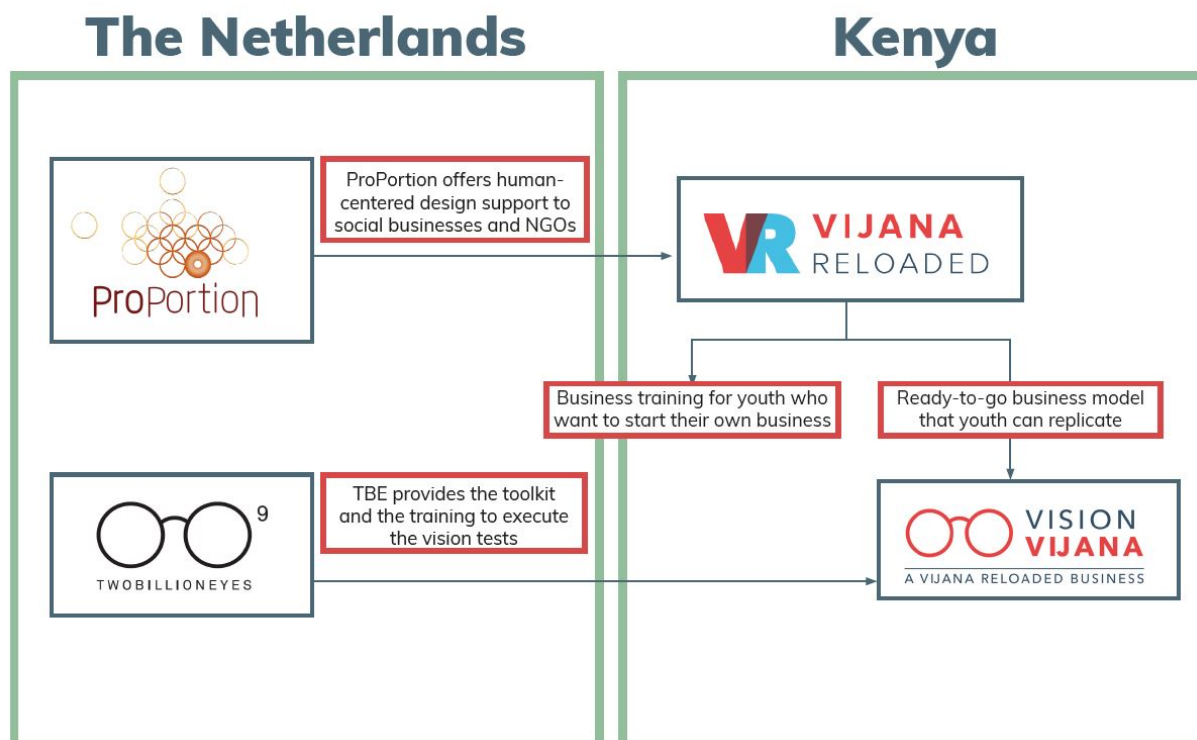 The Netherlands
Kenya
ProPortion
ProPortion offers human-
centered design support to
social businesses and NGOs
VR
VIJANA
RELOADED
Business training for youth who
want to start their own business
Ready-to-go business model
that youth can replicate
9
TWOBILLIONEYES
TBE provides the toolkit
and the training to execute
the vision tests
VISION
VIJANA
A VIJANA RELOADED BUSINESS